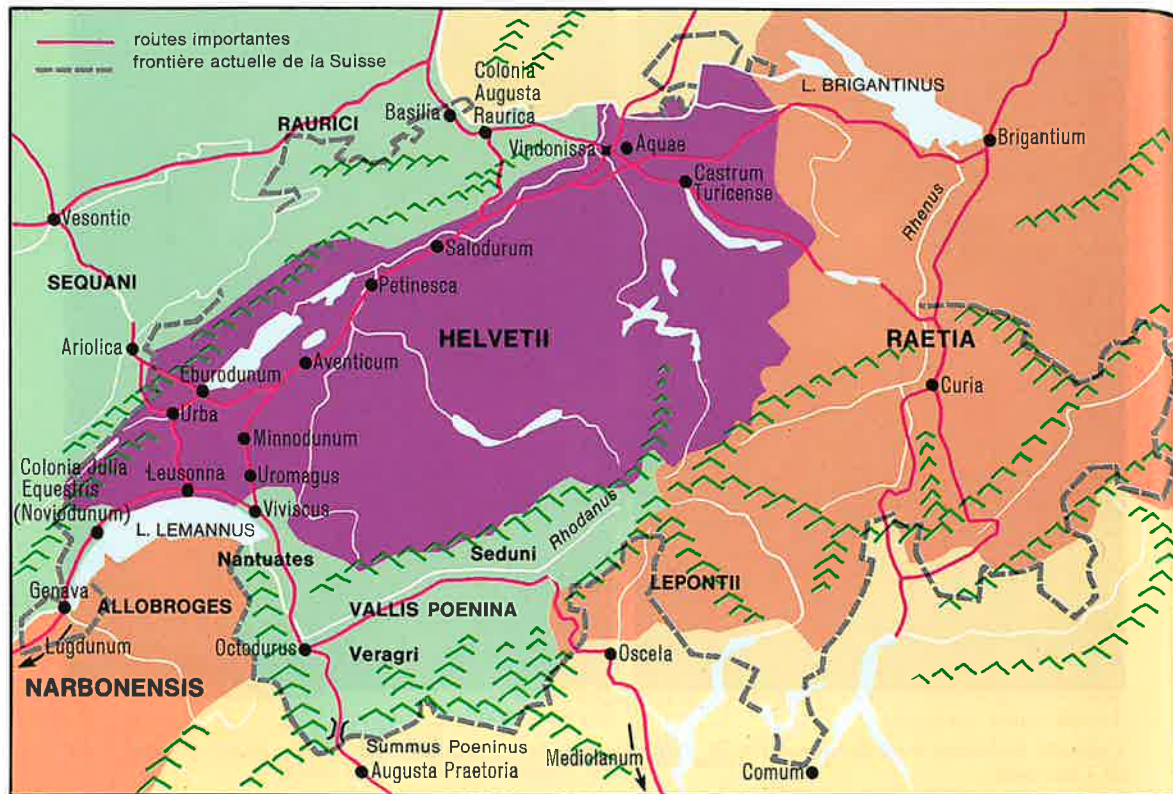 routes importantes
frontière actuelle de la Suisse
Colonia
Augusta
Raurica
Basilia
RAURICI
L. BRIGANTINUS
Vindonissa
Aquae
Brigantium
Castrum
Turicense
Rhenus
Vesontio
Salodurum
SEQUANI
Petinesca
HELVETII
RAETIA
Ariolica
Aventicum
Eburodunum
Curia
Urba
Minnodunum
Colonia Julia
Equestris
(Noviodunum)
Leusonna
Uromagus
Viviscus
L. LEMANNUS
Rhodanus
Nantuates
Seduni
Genava
ALLOBROGES
VALLIS POENINA
LEPONTII
Lugdunum
Octodurus
Veragri
Oscela
NARBONENSIS
Summus Poeninus
Mediolanum
Augusta Praetoria
Comum